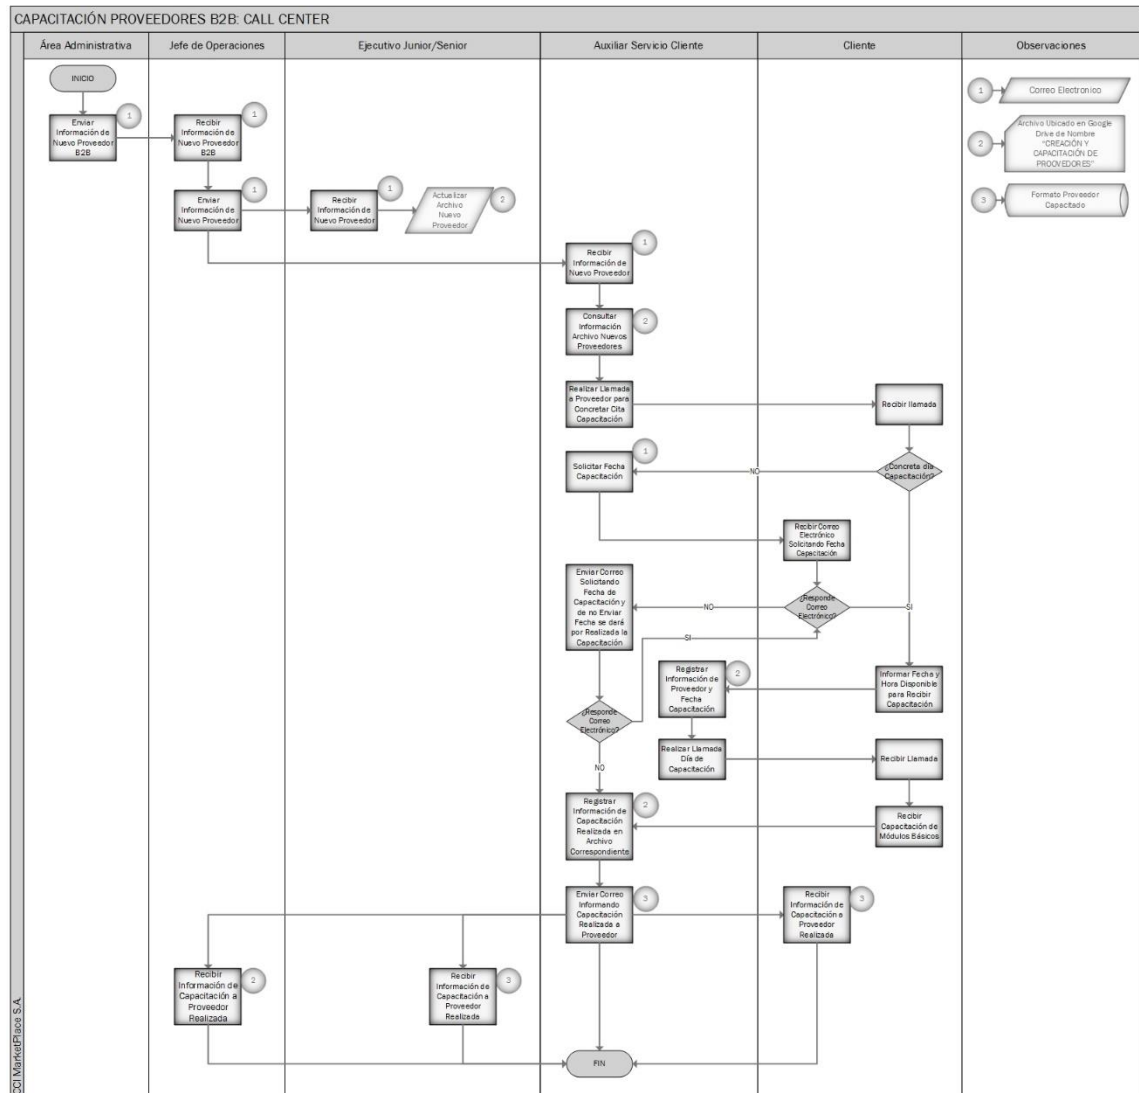 CAPACITACIÓN PROVEEDORES B2B: CALL CENTER
Área Administrativa
Jefe de Operaciones
Ejecutivo Junior/Senior
Auxiliar Servicio Cliente
Cliente
Observaciones
INICIO
Enviar
Información de
Nuevo Proveedor
B2B
1
Recibir
Información de
Nuevo Proveedor
B2B
1
Enviar
Información de
Nuevo Proveedor
1
Recibir
Información de
Nuevo Proveedor
1
Actualizar
Archivo
Nuevo
Proveedor
2
1
Correo Electronico
2
Archivo Ubicado en Google
Drive de Nombre
"CREACIÓN Y
CAPACITACIÓN DE
PROOVEDORES"
3
Formato Proveedor
Capacitado
Recibir
Información de
Nuevo Proveedor
1
Consultar
Información
Archivo Nuevos
Proveedores
2
Realizar Llamada
a Proveedor para
Concretar Cita
Capacitación
Recibir llamada
¿Concreta día
Capacitación?
NO
Solicitar Fecha
Capacitación
1
Recibir Correo
Electrónico
Solicitando Fecha
Capacitación
Enviar Correo
Solicitando
Fecha de
Capacitación y
de no Enviar
Fecha se dará
por Realizada la
Capacitación
NO
¿Responde
Correo
Electrónico?
SI
SI
Registrar
Información de
Proveedor y
Fecha
Capacitación
2
Informar Fecha y
Hora Disponible
para Recibir
Capacitación
¿Responde
Correo
Electrónico?
NO
Realizar Llamada
Día de
Capacitación
Recibir Llamada
Registrar
Información de
Capacitación
Realizada en
Archivo
Correspondiente
2
Recibir
Capacitación de
Módulos Básicos
Enviar Correo
Informando
Capacitación
Realizada a
Proveedor
3
Recibir
Información de
Capacitación a
Proveedor
Realizada
3
Recibir
Información de
Capacitación a
Proveedor
Realizada
2
Recibir
Información de
Capacitación a
Proveedor
Realizada
3
FIN
CCI MarketPlace S.A.